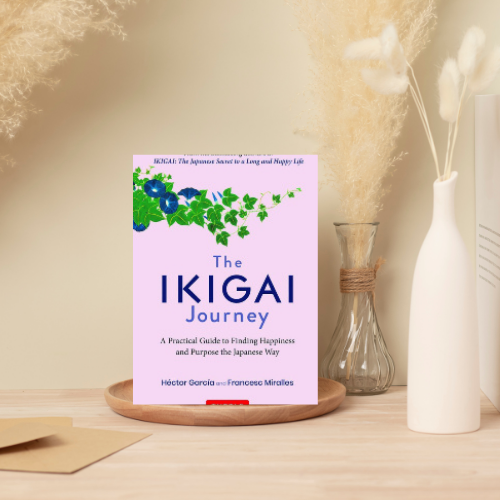 IKIGAI: The Japanese Secret to a Long and Happy Life
The
IKIGAI
Journey
A Practical Guide to Finding Happiness
and Purpose the Japanese Way
Héctor García and Francesc Miralles